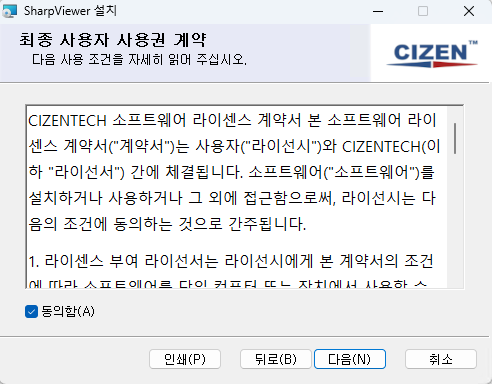 SharpViewer 설치
최종 사용자 사용권 계약
다음 사용 조건을 자세히 읽어 주십시오.
CIZEN™
CIZENTECH 소프트웨어 라이센스 계약서 본 소프트웨어 라이
센스 계약서("계약서")는 사용자("라이선시")와 CIZENTECH(이
하 "라이선서") 간에 체결됩니다. 소프트웨어("소프트웨어")를
설치하거나 사용하거나 그 외에 접근함으로써, 라이선시는 다
음의 조건에 동의하는 것으로 간주됩니다.
1. 라이센스 부여 라이선서는 라이선시에게 본 계약서의 조건
에 따라 소프트웨어를 단일 컴퓨터 또는 장치에서 사용할 수
동의함(A)
인쇄(P)
뒤로(B)
다음(N)
취소